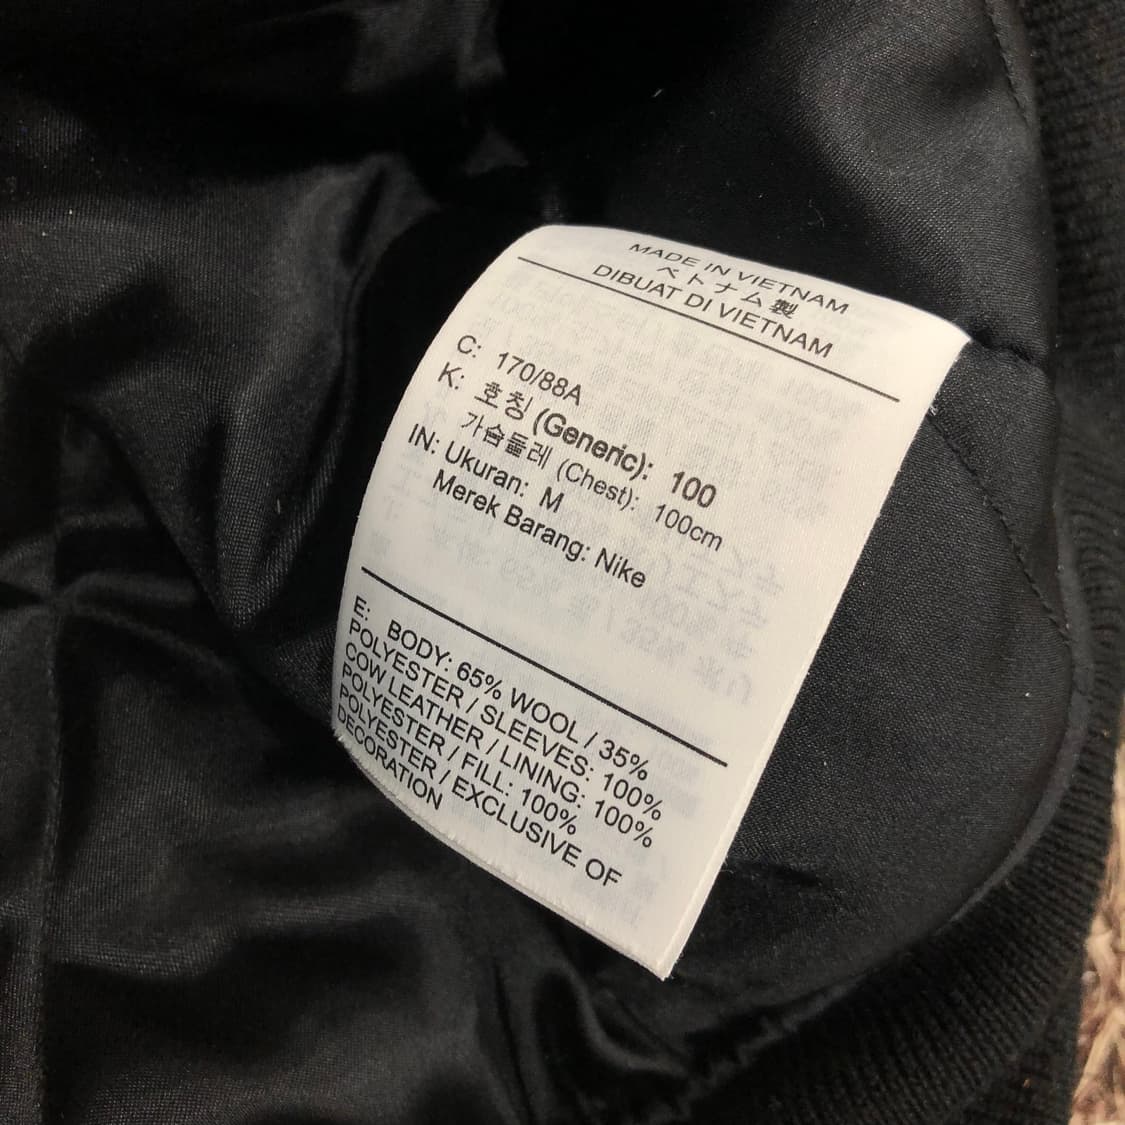 MADE IN VIETNAM
ベトナム製
DIBUAT DI VIETNAM
C: 170/88A
K: 호칭 (Generic): 100
가슴둘레 (Chest): 100cm
IN: Ukuran: M
Merek Barang: Nike
E: BODY: 65% WOOL / 35%
POLYESTER / SLEEVES: 100%
COW LEATHER / LINING: 100%
POLYESTER / FILL: 100%
POLYESTER / EXCLUSIVE OF
DECORATION